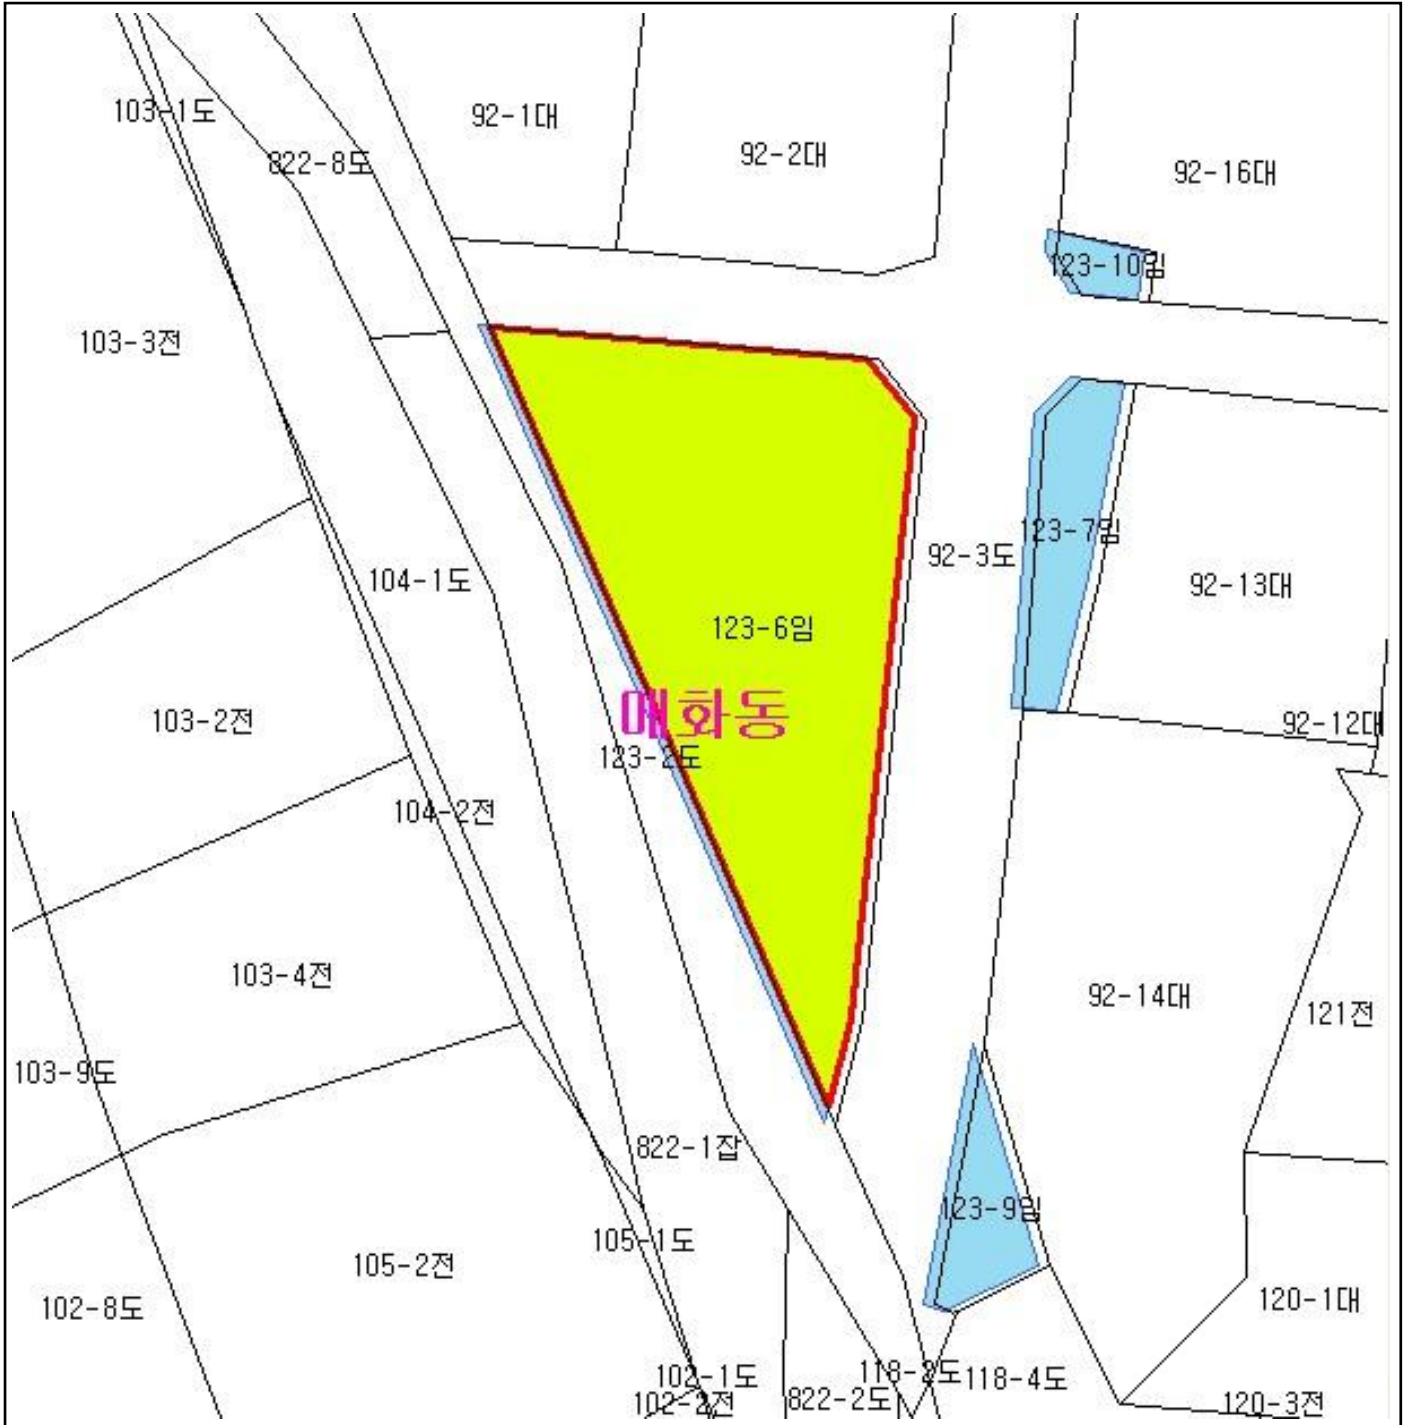 103-1도
92-1대
92-2대
822-8도
92-16대
123-10임
103-3전
123-7임
92-3도
104-1도
92-13대
123-6임
매화동
103-2전
92-12대
123-2도
104-2전
103-4전
92-14대
121전
103-9도
822-1잡
123-9임
105-1도
105-2전
120-1대
102-8도
102-1도
118-2도
118-4도
102-2전
822-2도
120-3전